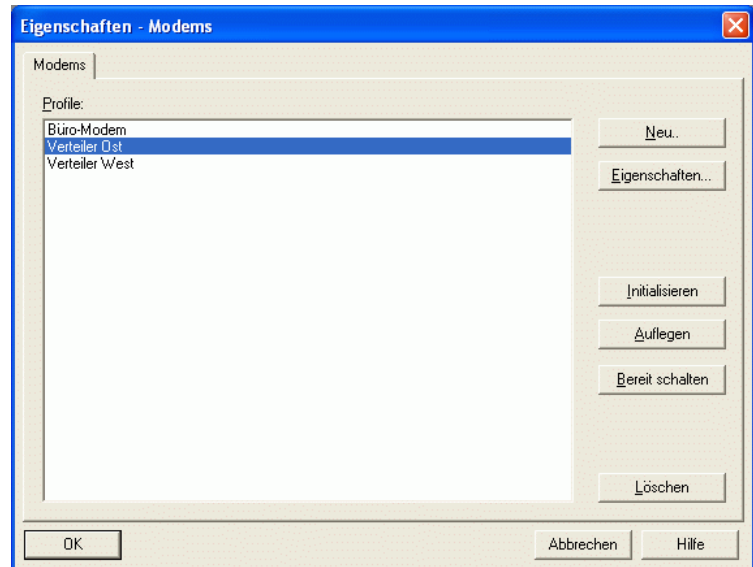 Eigenschaften - Modems
Modems
Profile:
Büro-Modem
Verteiler Ost
Verteiler West
Neu..
Eigenschaften...
Initialisieren
Auflegen
Bereit schalten
Löschen
OK
Abbrechen
Hilfe